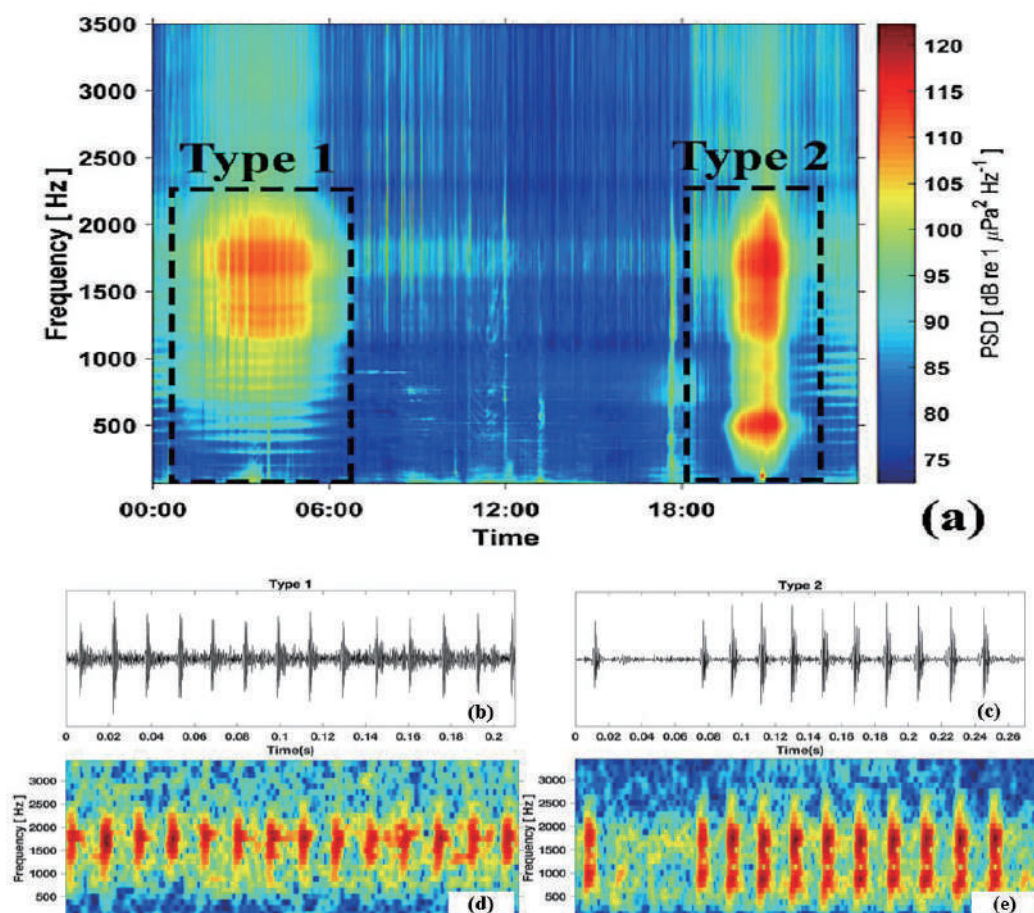 3500
3000
2500
2000
1500
1000
500
Frequency [ Hz ]
Type 1
Type 2
00:00
06:00
12:00
18:00
Time
120
115
110
105
100
95
90
85
80
75
PSD [ dB re 1 µPa² Hz⁻¹ ]
(a)
Type 1
(b)
0 0.02 0.04 0.06 0.08 0.1 0.12 0.14 0.16 0.18 0.2
Time(s)
Type 2
(c)
0 0.02 0.04 0.06 0.08 0.1 0.12 0.14 0.16 0.18 0.2 0.22 0.24 0.26
Time(s)
3000
2500
2000
1500
1000
500
Frequency [ Hz ]
(d)
3000
2500
2000
1500
1000
500
Frequency [ Hz ]
(e)